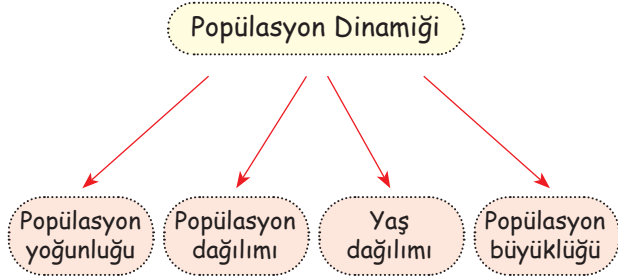 Popülasyon Dinamiği
Popülasyon
yoğunluğu
Popülasyon
dağılımı
Yaş
dağılımı
Popülasyon
büyüklüğü